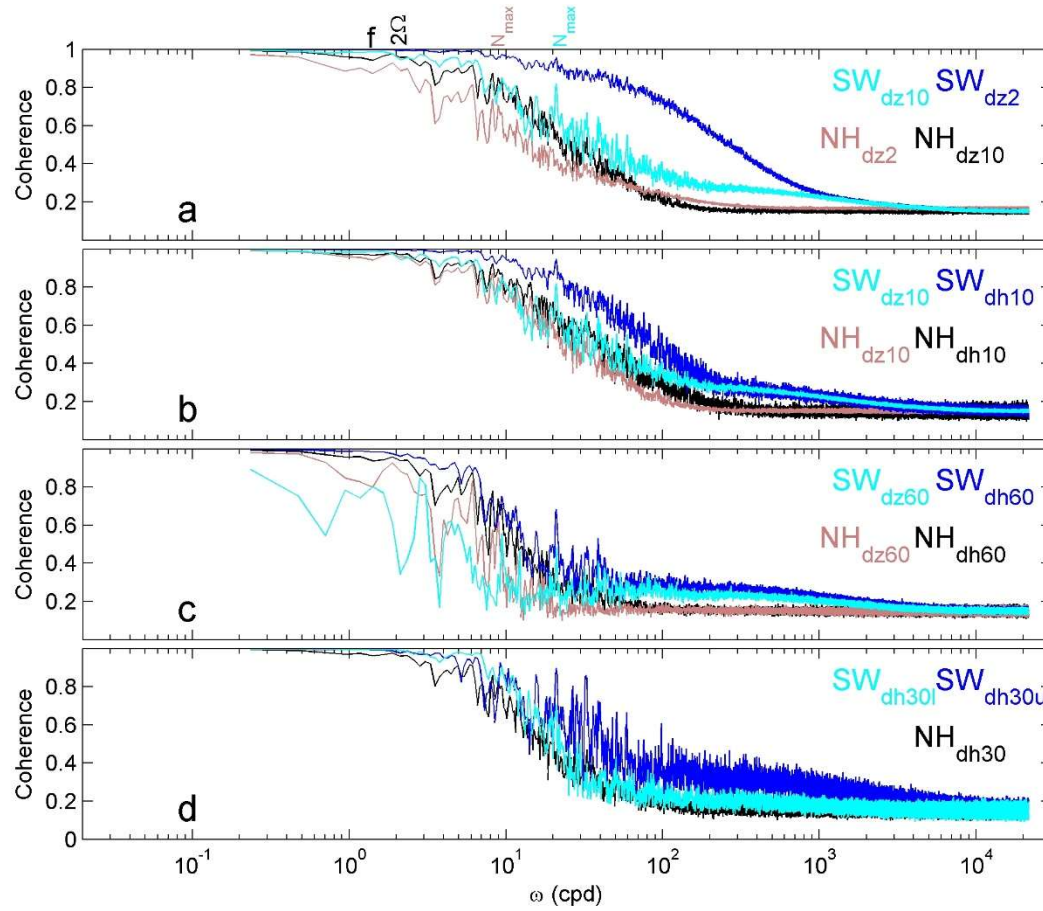 f 2Ω N_max N_max
1
0.8
0.6
0.4
0.2
Coherence
a
SW_dz10 SW_dz2
NH_dz2 NH_dz10
0.8
0.6
0.4
0.2
Coherence
b
SW_dz10 SW_dh10
NH_dz10 NH_dh10
0.8
0.6
0.4
0.2
Coherence
c
SW_dz60 SW_dh60
NH_dz60 NH_dh60
0.8
0.6
0.4
0.2
0
Coherence
d
SW_dh30l SW_dh30u
NH_dh30
10^-1 10^0 10^1 10^2 10^3 10^4
ω (cpd)